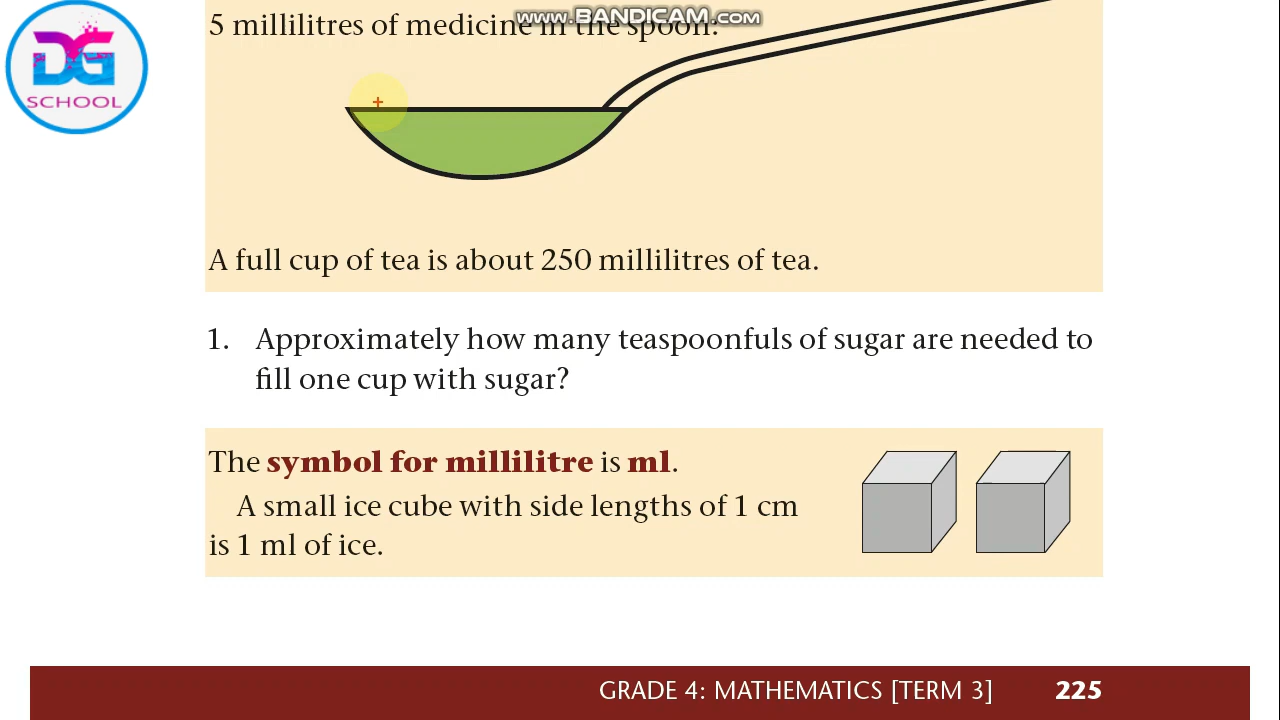 www.BANDICAM.com
5 millilitres of medicine in the spoon:
DG
SCHOOL
A full cup of tea is about 250 millilitres of tea.
1. Approximately how many teaspoonfuls of sugar are needed to
fill one cup with sugar?
The symbol for millilitre is ml.
A small ice cube with side lengths of 1 cm
is 1 ml of ice.
GRADE 4: MATHEMATICS [TERM 3] 225